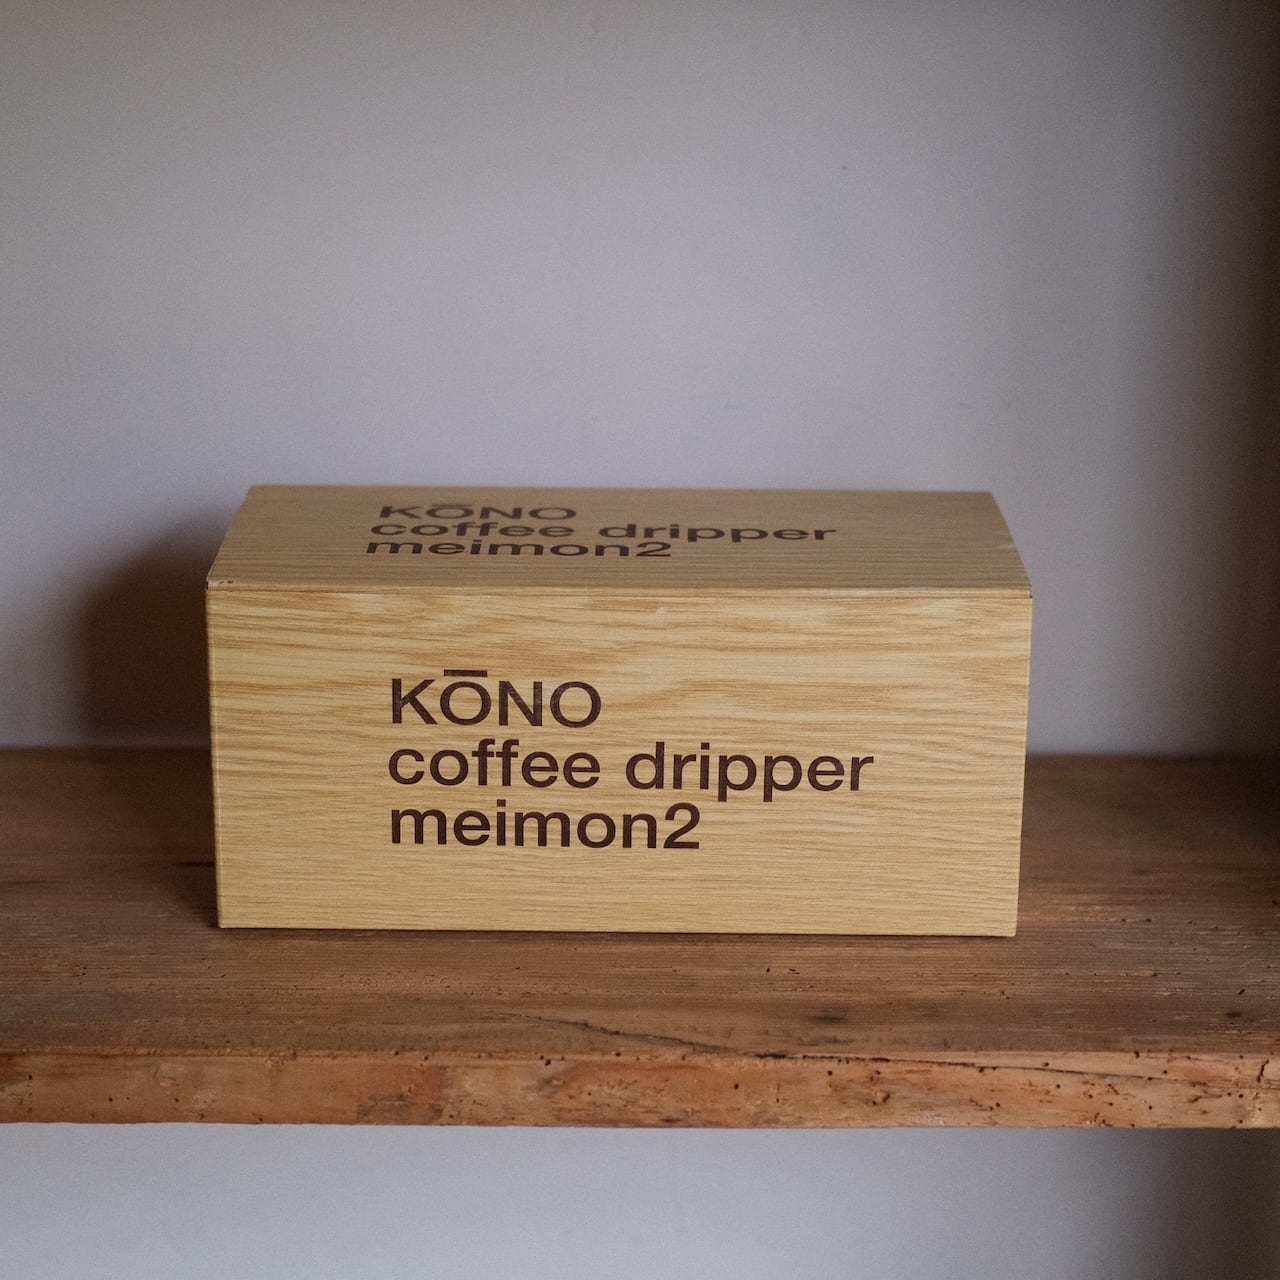 KŌNO
coffee dripper
meimon2
KŌNO
coffee dripper
meimon2